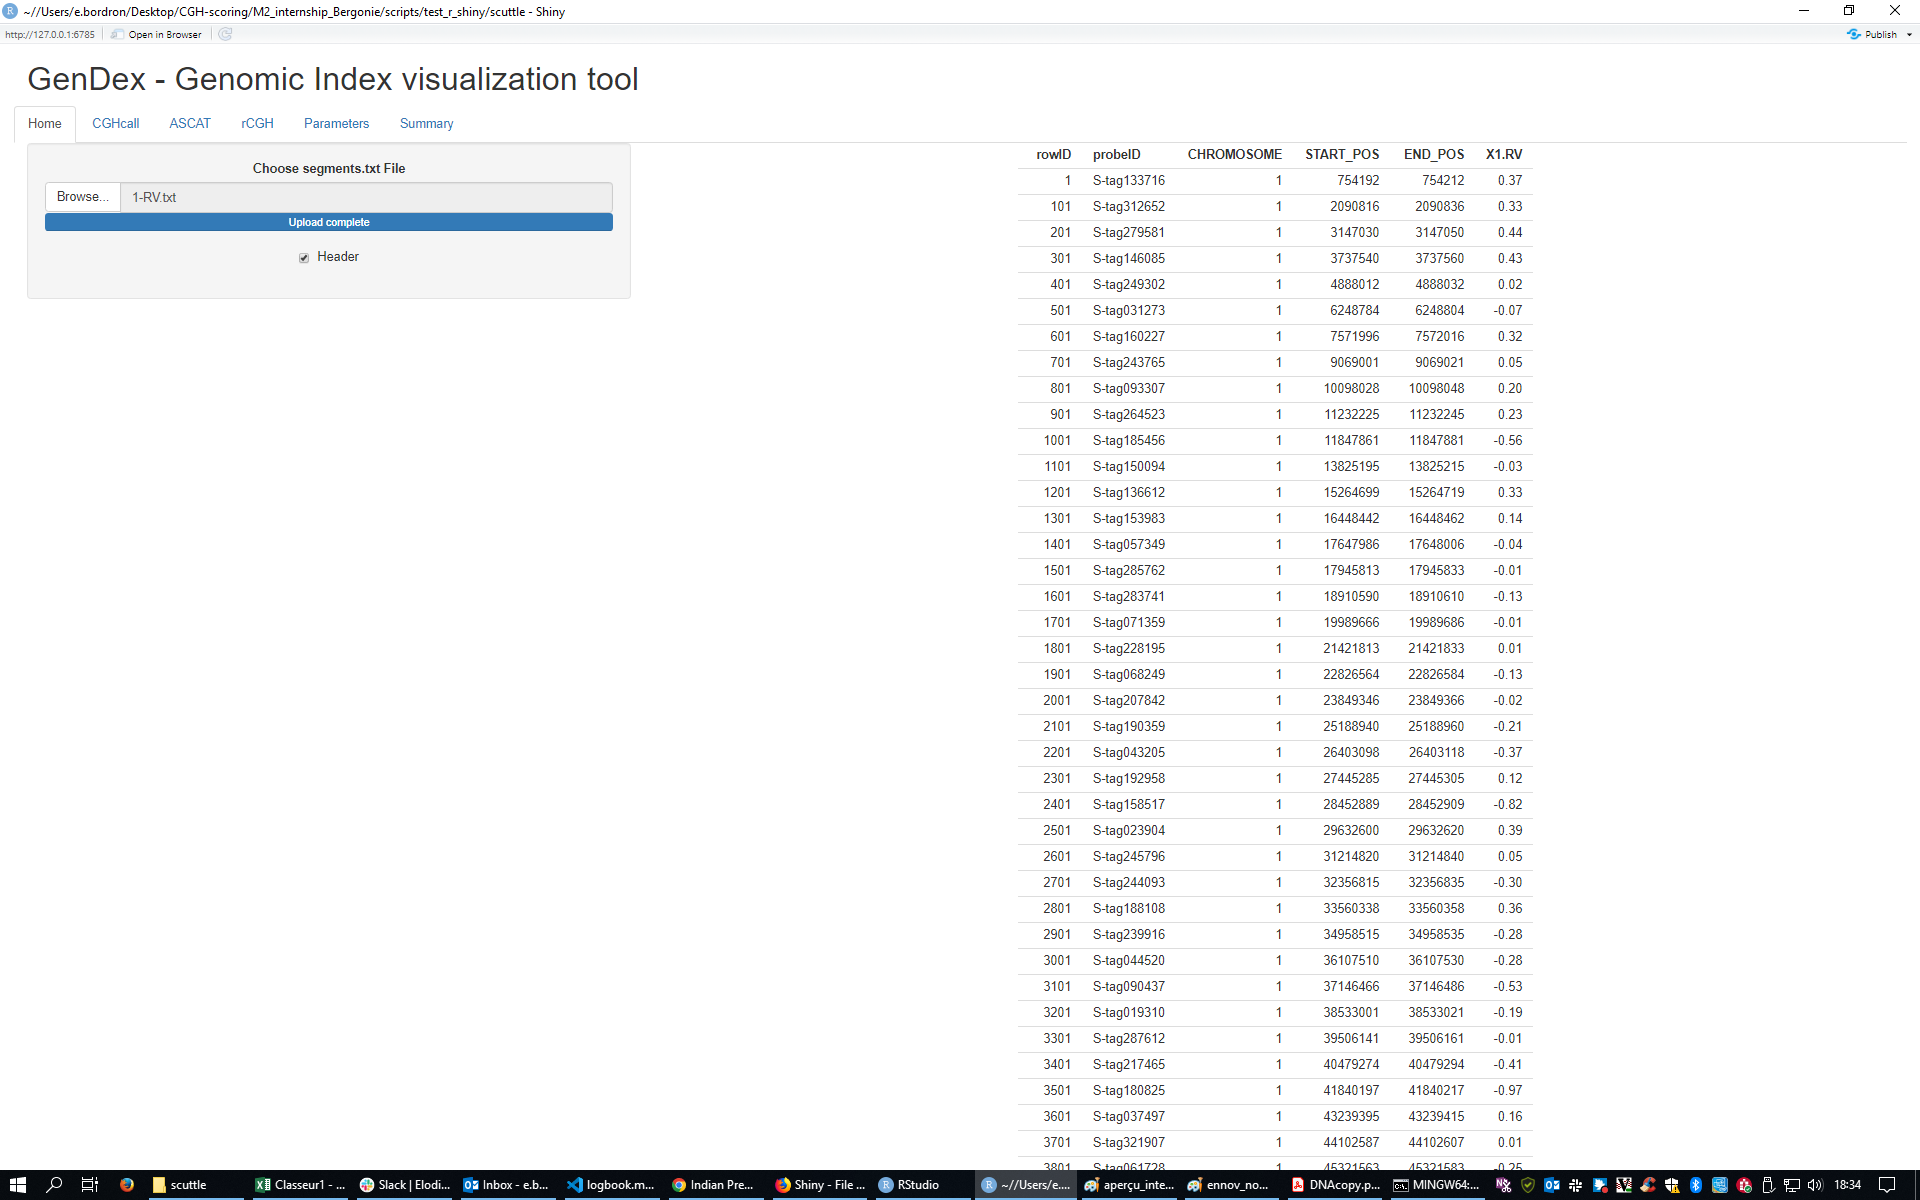 ~//Users/e.bordron/Desktop/CGH-scoring/M2_internship_Bergonie/scripts/test_r_shiny/scuttle - Shiny
http://127.0.0.1:6785 Open in Browser Publish
GenDex - Genomic Index visualization tool
Home CGHcall ASCAT rCGH Parameters Summary
Choose segments.txt File
Browse... 1-RV.txt
Upload complete
Header
rowID probeID CHROMOSOME START_POS END_POS X1.RV
1 S-tag133716 1 754192 754212 0.37
101 S-tag312652 1 2090816 2090836 0.33
201 S-tag279581 1 3147030 3147050 0.44
301 S-tag146085 1 3737540 3737560 0.43
401 S-tag249302 1 4888012 4888032 0.02
501 S-tag031273 1 6248784 6248804 -0.07
601 S-tag160227 1 7571996 7572016 0.32
701 S-tag243765 1 9069001 9069021 0.05
801 S-tag093307 1 10098028 10098048 0.20
901 S-tag264523 1 11232225 11232245 0.23
1001 S-tag185456 1 11847861 11847881 -0.56
1101 S-tag150094 1 13825195 13825215 -0.03
1201 S-tag136612 1 15264699 15264719 0.33
1301 S-tag153983 1 16448442 16448462 0.14
1401 S-tag057349 1 17647986 17648006 -0.04
1501 S-tag285762 1 17945813 17945833 -0.01
1601 S-tag283741 1 18910590 18910610 -0.13
1701 S-tag071359 1 19989666 19989686 -0.01
1801 S-tag228195 1 21421813 21421833 0.01
1901 S-tag068249 1 22826564 22826584 -0.13
2001 S-tag207842 1 23849346 23849366 -0.02
2101 S-tag190359 1 25188940 25188960 -0.21
2201 S-tag043205 1 26403098 26403118 -0.37
2301 S-tag192958 1 27445285 27445305 0.12
2401 S-tag158517 1 28452889 28452909 -0.82
2501 S-tag023904 1 29632600 29632620 0.39
2601 S-tag245796 1 31214820 31214840 0.05
2701 S-tag244093 1 32356815 32356835 -0.30
2801 S-tag188108 1 33560338 33560358 0.36
2901 S-tag239916 1 34958515 34958535 -0.28
3001 S-tag044520 1 36107510 36107530 -0.28
3101 S-tag090437 1 37146466 37146486 -0.53
3201 S-tag019310 1 38533001 38533021 -0.19
3301 S-tag287612 1 39506141 39506161 -0.01
3401 S-tag217465 1 40479274 40479294 -0.41
3501 S-tag180825 1 41840197 41840217 -0.97
3601 S-tag037497 1 43239395 43239415 0.16
3701 S-tag321907 1 44102587 44102607 0.01
3801 S-tag061728 1 45321563 45321583 -0.25
scuttle Classeur1 - ... Slack | Elodi... Inbox - e.b... logbook.m... Indian Pre... Shiny - File ... RStudio ~//Users/e.... aperçu_inte... ennov_no... DNAcopy.p... MINGW64:... 18:34